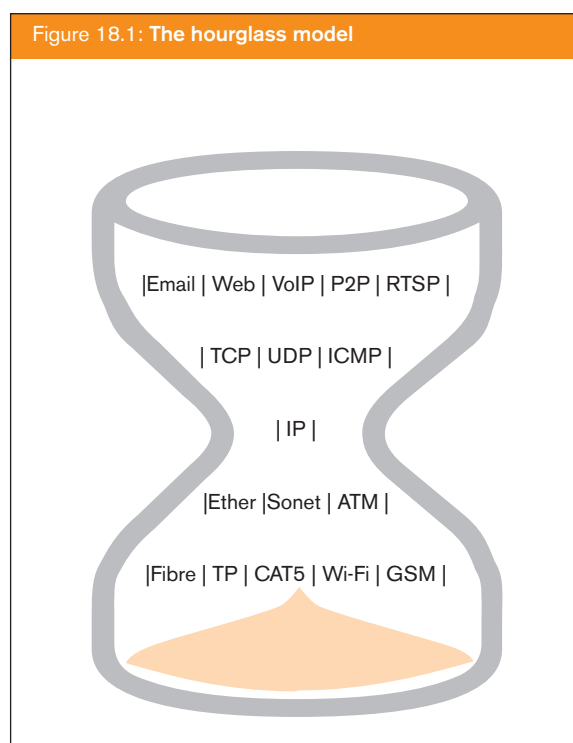 Figure 18.1: The hourglass model
|Email | Web | VoIP | P2P | RTSP |
| TCP | UDP | ICMP |
| IP |
|Ether |Sonet | ATM |
|Fibre | TP | CAT5 | Wi-Fi | GSM |